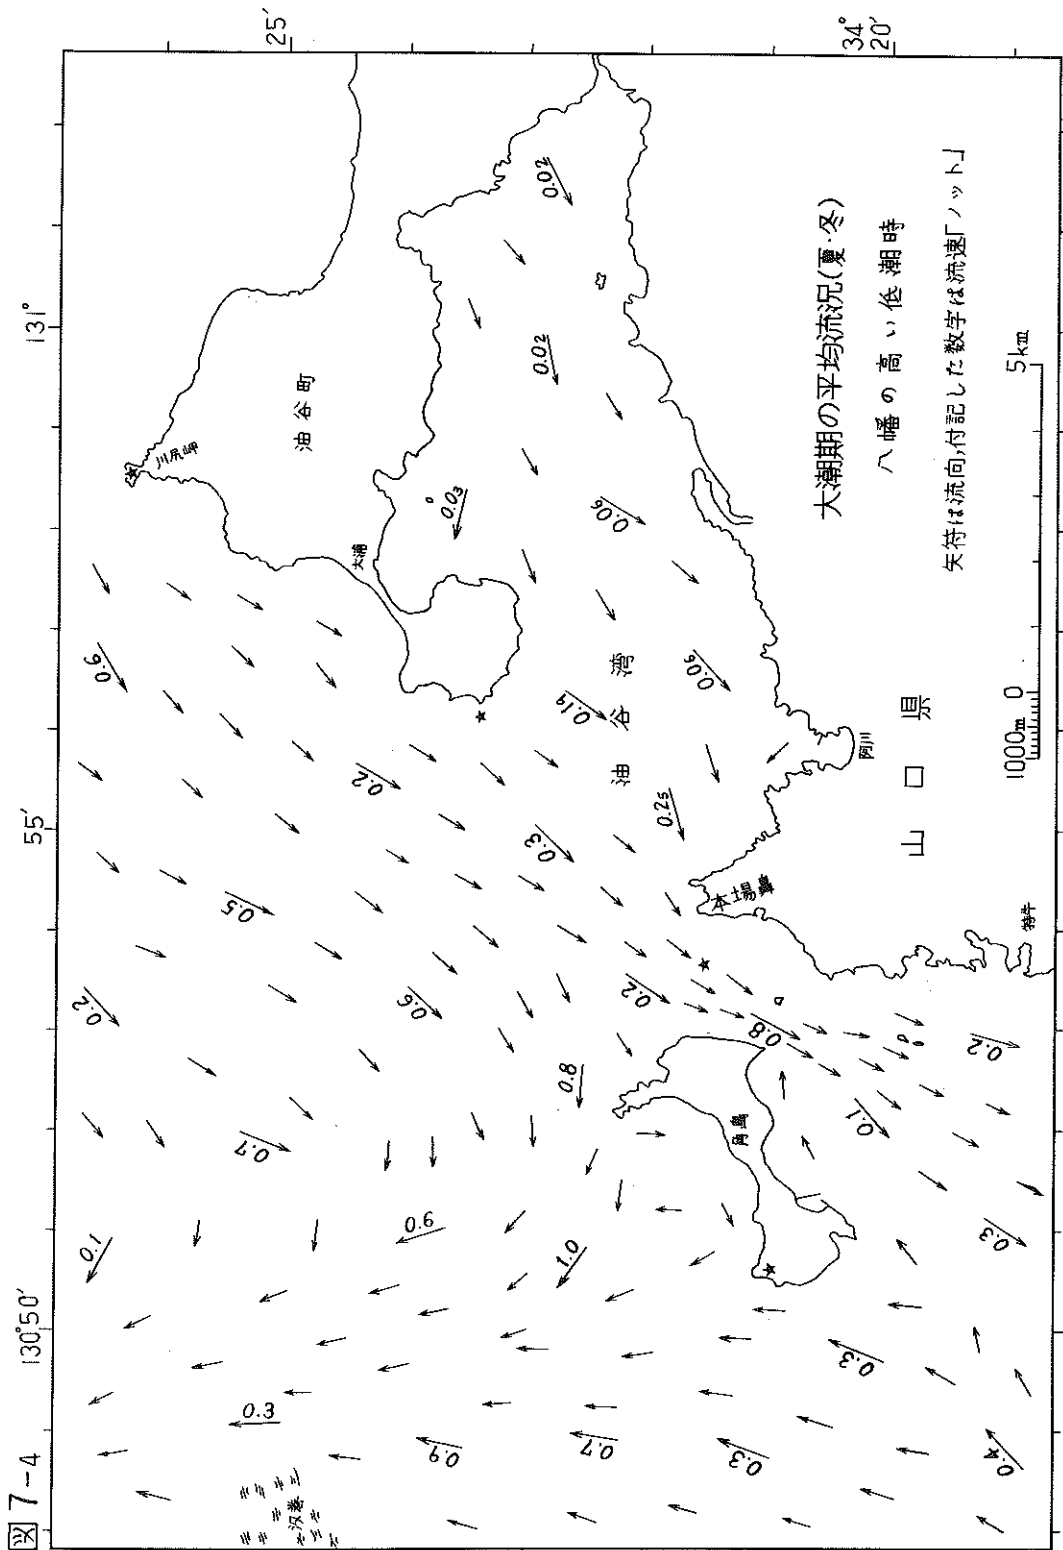 図 7-4
130°50′
55′
131°
0.1
0.2
0.6
川尻岬
0.5
0.7
0.3
25′
汐巻
油谷町
大浦
0.2
0.6
0.6
0.9
0.03
0.3
0.02
0.02
0.8
1.0
0.19
0.7
0.06
油谷湾
0.2
0.25
0.06
角島
0.3
本場鼻
0.8
0.3
0.1
阿川
34°
20′
山口県
0.2
0.3
0.4
特牛
大潮期の平均流況(夏・冬)
八幡の高い低潮時
矢符は流向,付記した数字は流速「ノット」
1000m 0 5km